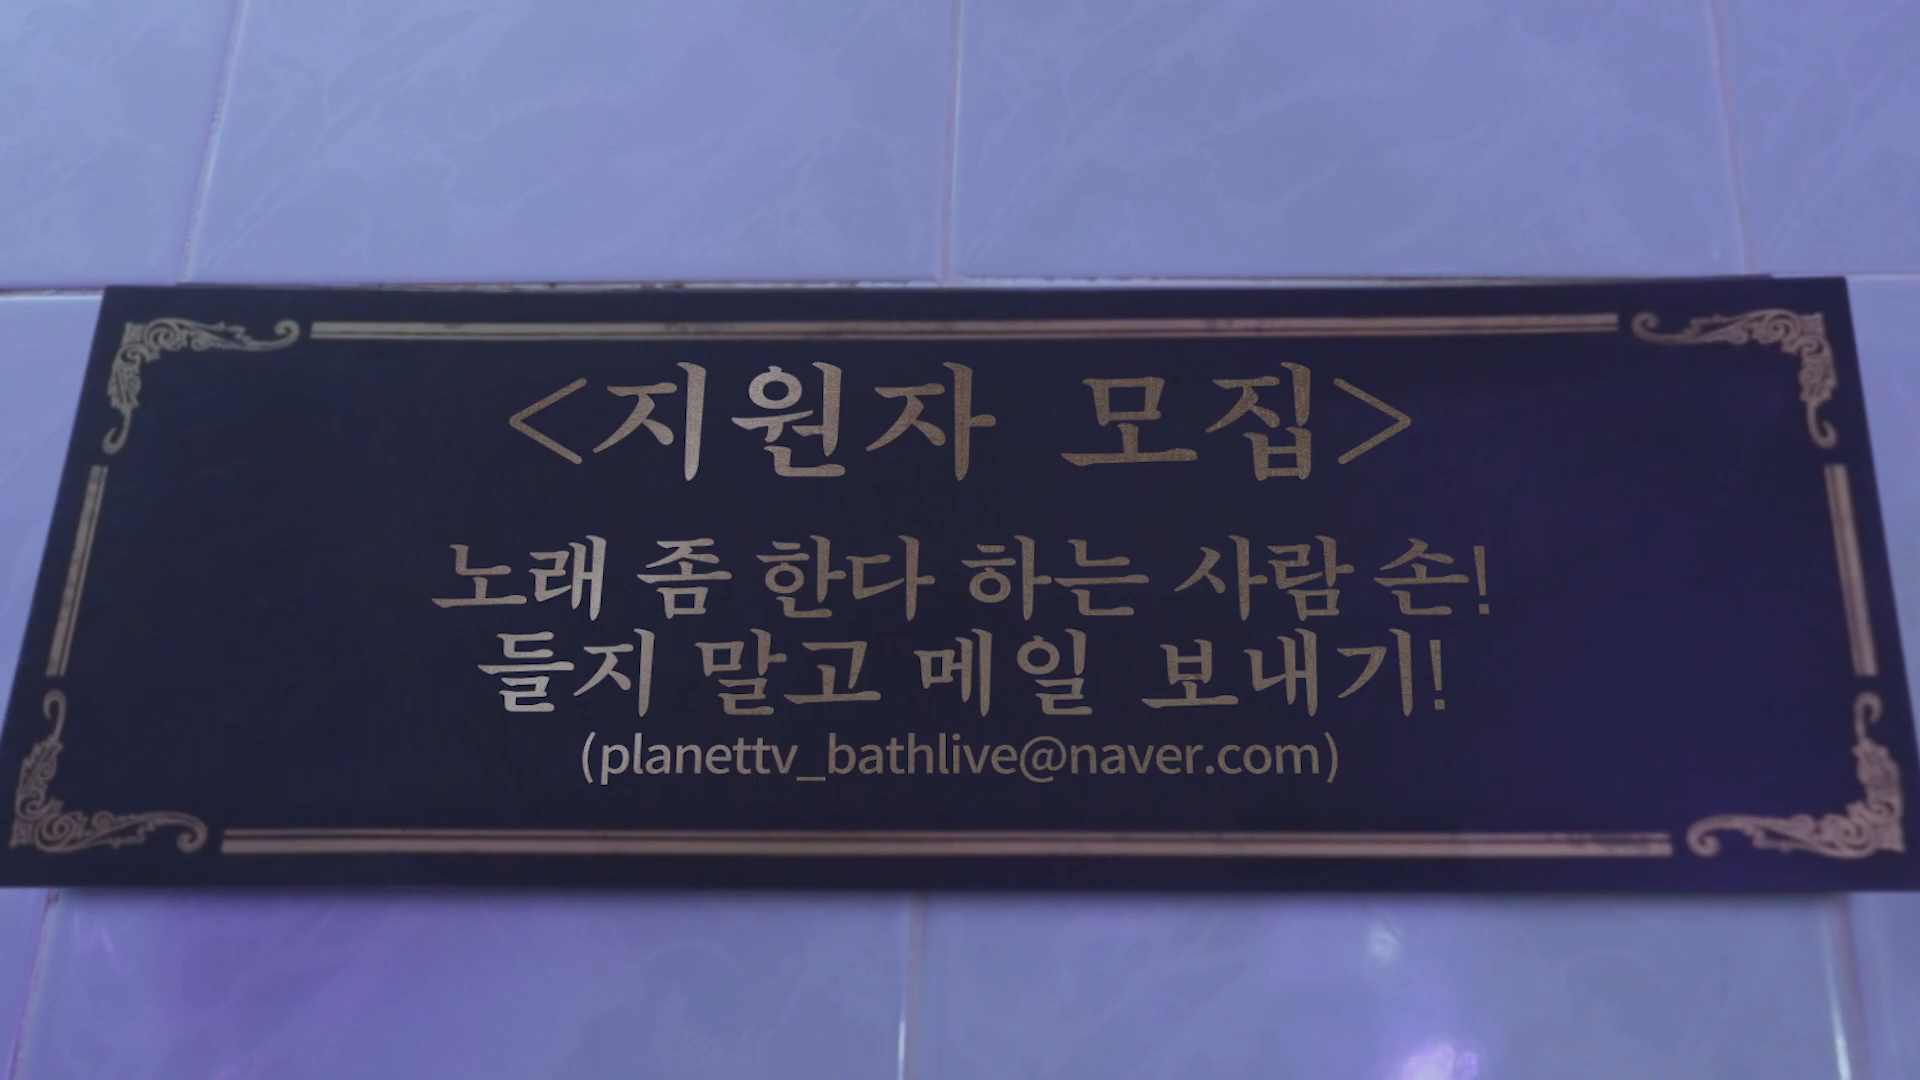 <지원자 모집>
노래 좀 한다 하는 사람 손!
들지 말고 메일 보내기!
(planettv_bathlive@naver.com)